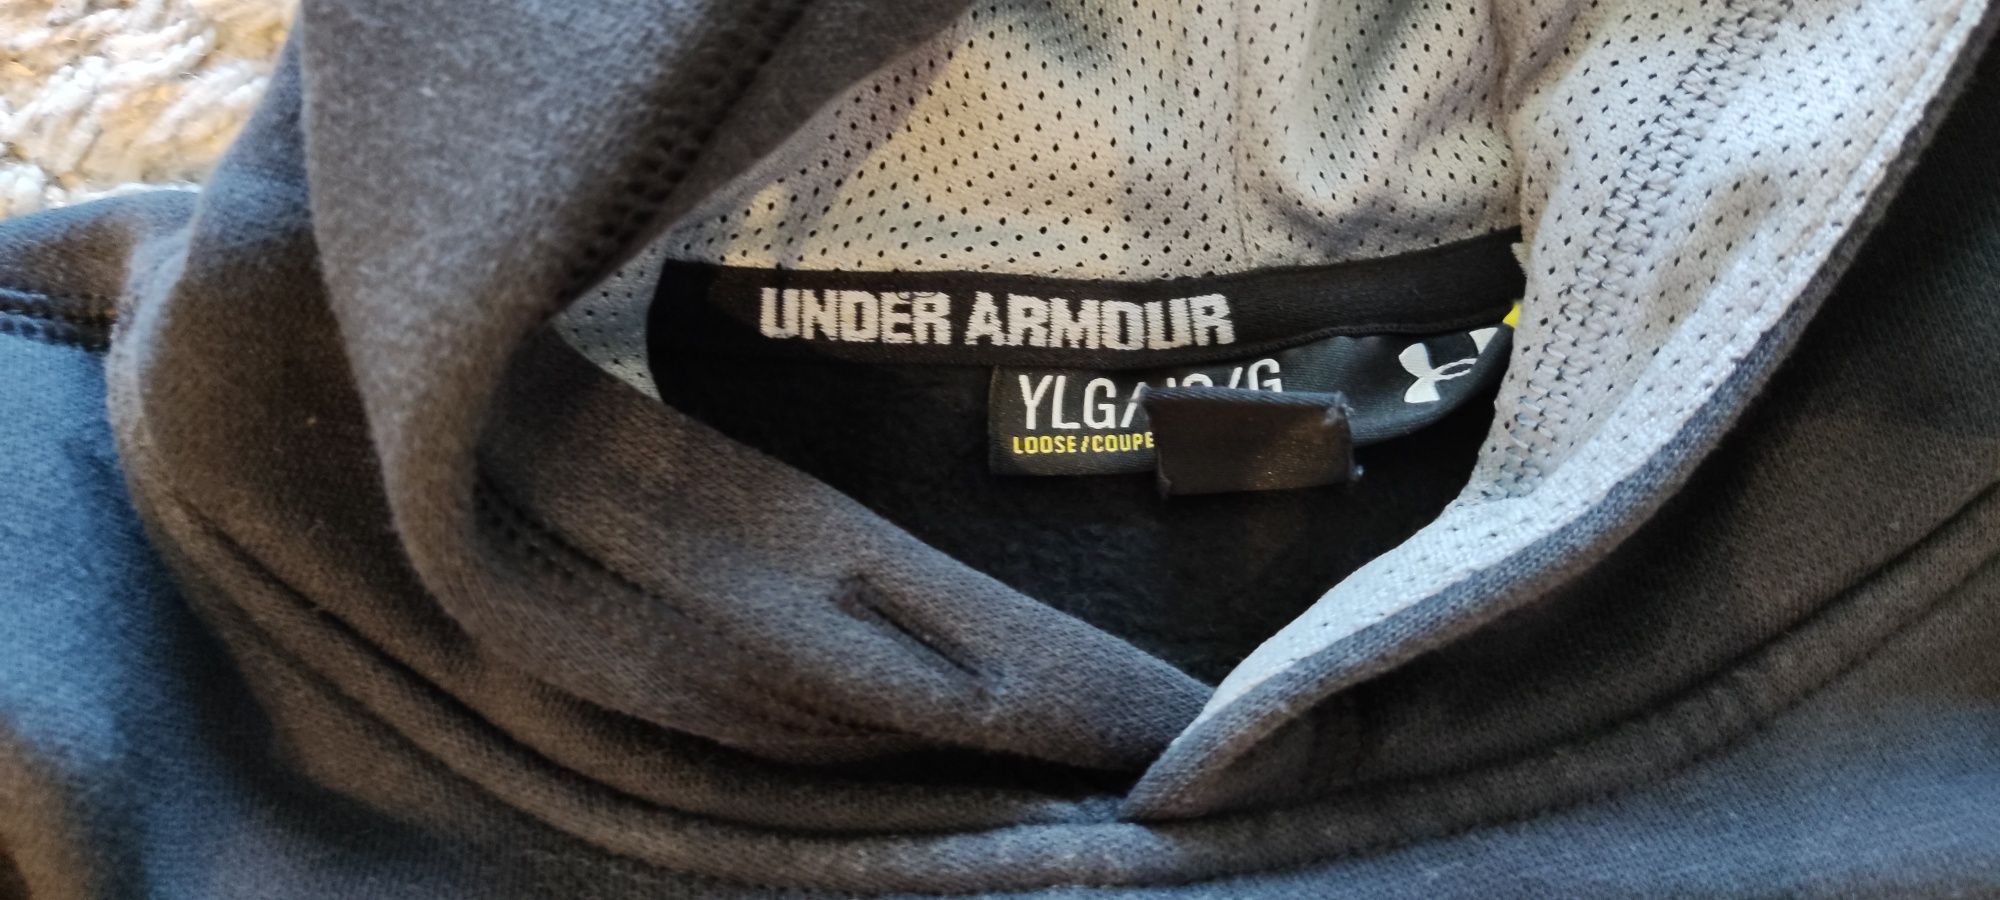 UNDER ARMOUR
YLG/
LOOSE/COUPE